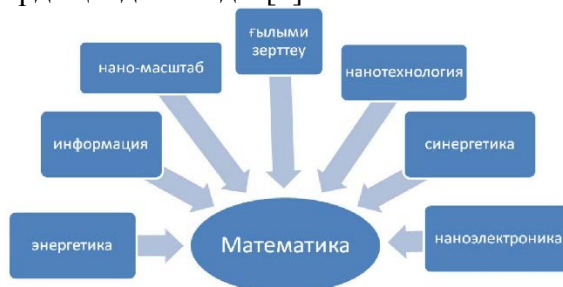 ғылыми
зерттеу
нано-масштаб
нанотехнология
информация
синергетика
энергетика
Математика
наноэлектроника